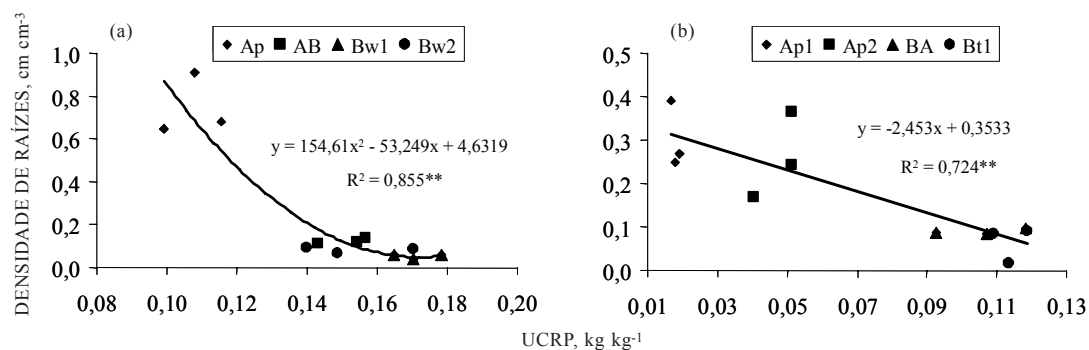 (a)
Ap AB Bw1 Bw2
DENSIDADE DE RAÍZES, cm cm-3
1,0
0,8
0,6
0,4
0,2
0,0
y = 154,61x² - 53,249x + 4,6319
R² = 0,855**
0,08 0,10 0,12 0,14 0,16 0,18 0,20
(b)
Ap1 Ap2 BA Bt1
0,5
0,4
0,3
0,2
0,1
0,0
y = -2,453x + 0,3533
R² = 0,724**
0,01 0,03 0,05 0,07 0,09 0,11 0,13
UCRP, kg kg-1